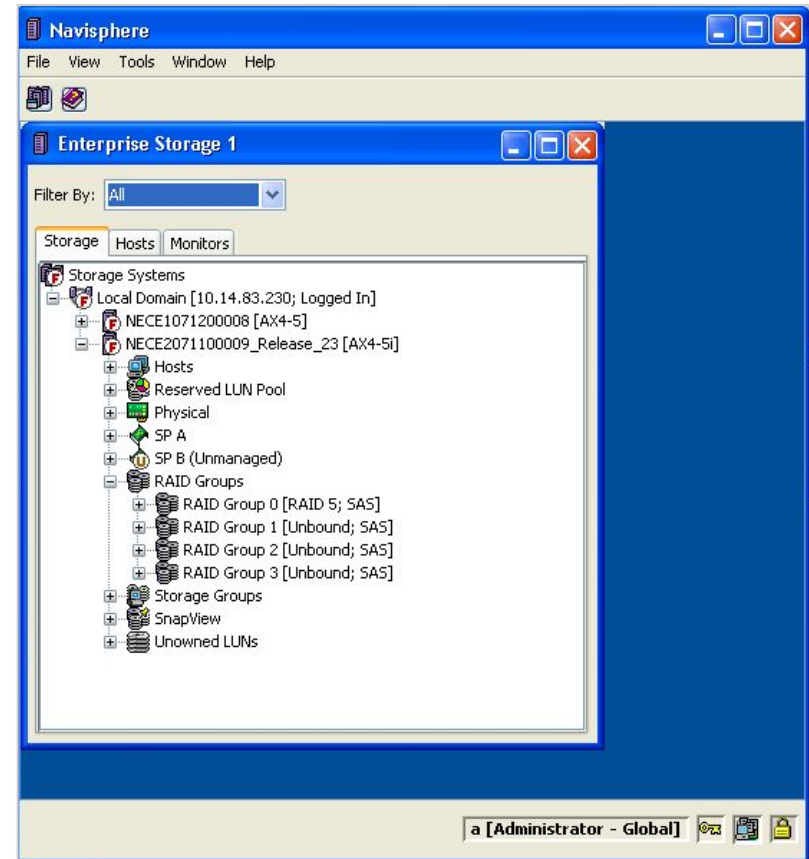 Navisphere
File View Tools Window Help
Enterprise Storage 1
Filter By: All
Storage Hosts Monitors
Storage Systems
Local Domain [10.14.83.230; Logged In]
NECE1071200008 [AX4-5]
NECE2071100009_Release_23 [AX4-5i]
Hosts
Reserved LUN Pool
Physical
SP A
SP B (Unmanaged)
RAID Groups
RAID Group 0 [RAID 5; SAS]
RAID Group 1 [Unbound; SAS]
RAID Group 2 [Unbound; SAS]
RAID Group 3 [Unbound; SAS]
Storage Groups
SnapView
Unowned LUNs
a [Administrator - Global]